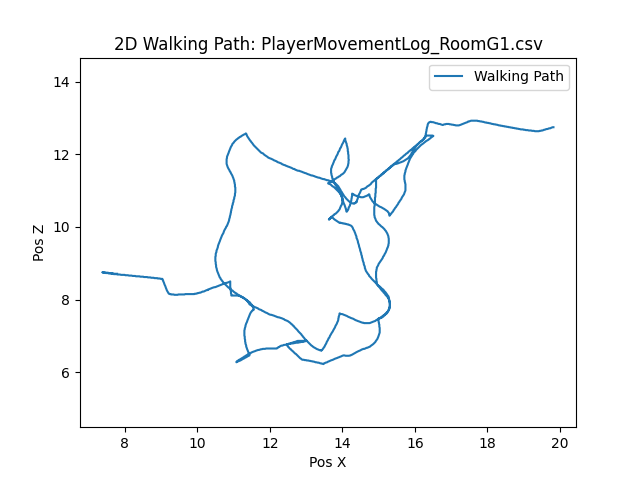 2D Walking Path: PlayerMovementLog_RoomG1.csv
Walking Path
14
12
10
8
6
Pos Z
8 10 12 14 16 18 20
Pos X